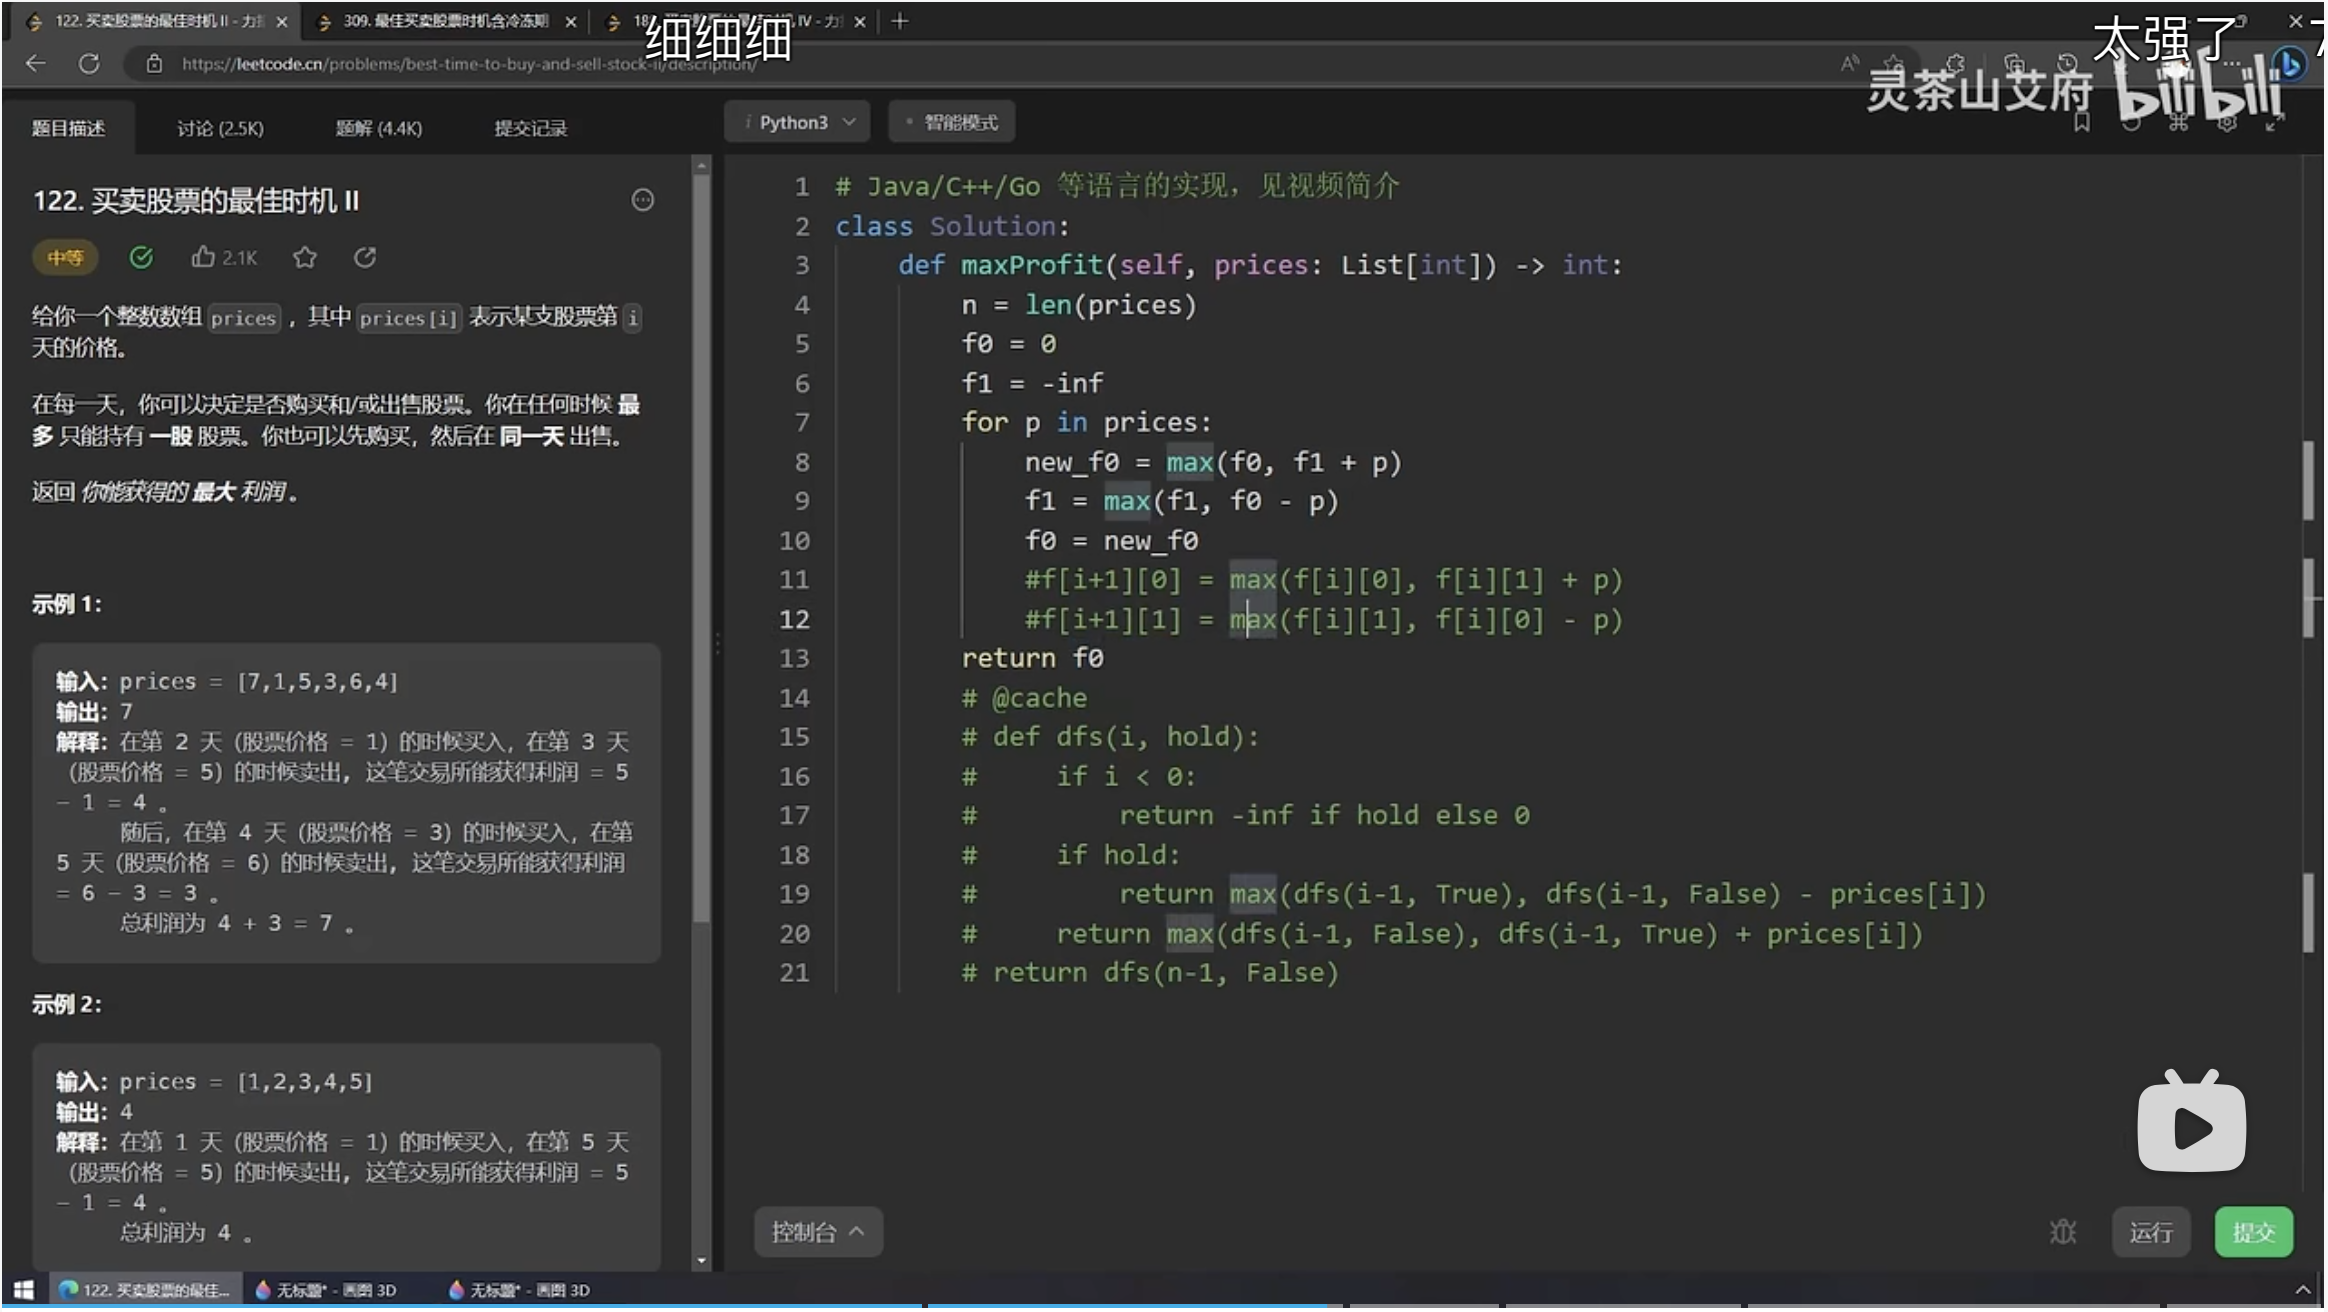 122. 买卖股票的最佳时机 II - 力
309. 最佳买卖股票时机含冷冻期
IV - 力
细细细
太强了
https://leetcode.cn/problems/best-time-to-buy-and-sell-stock-ii/description/
灵茶山艾府 bilibili
题目描述
讨论 (2.5K)
题解 (4.4K)
提交记录
i Python3
智能模式
122. 买卖股票的最佳时机 II
中等
2.1K
给你一个整数数组 prices ，其中 prices[i] 表示某支股票第 i
天的价格。
在每一天，你可以决定是否购买和/或出售股票。你在任何时候 最
多 只能持有 一股 股票。你也可以先购买，然后在 同一天 出售。
返回 你能获得的 最大 利润 。
示例 1：
输入：prices = [7,1,5,3,6,4]
输出：7
解释：在第 2 天（股票价格 = 1）的时候买入，在第 3 天
（股票价格 = 5）的时候卖出, 这笔交易所能获得利润 = 5
- 1 = 4 。
随后，在第 4 天（股票价格 = 3）的时候买入，在第
5 天（股票价格 = 6）的时候卖出, 这笔交易所能获得利润
= 6 - 3 = 3 。
总利润为 4 + 3 = 7 。
示例 2：
输入：prices = [1,2,3,4,5]
输出：4
解释：在第 1 天（股票价格 = 1）的时候买入，在第 5 天
（股票价格 = 5）的时候卖出, 这笔交易所能获得利润 = 5
- 1 = 4 。
总利润为 4 。
1 # Java/C++/Go 等语言的实现，见视频简介
2 class Solution:
3 def maxProfit(self, prices: List[int]) -> int:
4 n = len(prices)
5 f0 = 0
6 f1 = -inf
7 for p in prices:
8 new_f0 = max(f0, f1 + p)
9 f1 = max(f1, f0 - p)
10 f0 = new_f0
11 #f[i+1][0] = max(f[i][0], f[i][1] + p)
12 #f[i+1][1] = max(f[i][1], f[i][0] - p)
13 return f0
14 # @cache
15 # def dfs(i, hold):
16 # if i < 0:
17 # return -inf if hold else 0
18 # if hold:
19 # return max(dfs(i-1, True), dfs(i-1, False) - prices[i])
20 # return max(dfs(i-1, False), dfs(i-1, True) + prices[i])
21 # return dfs(n-1, False)
控制台
运行
提交
122. 买卖股票的最佳...
无标题* - 画图 3D
无标题* - 画图 3D